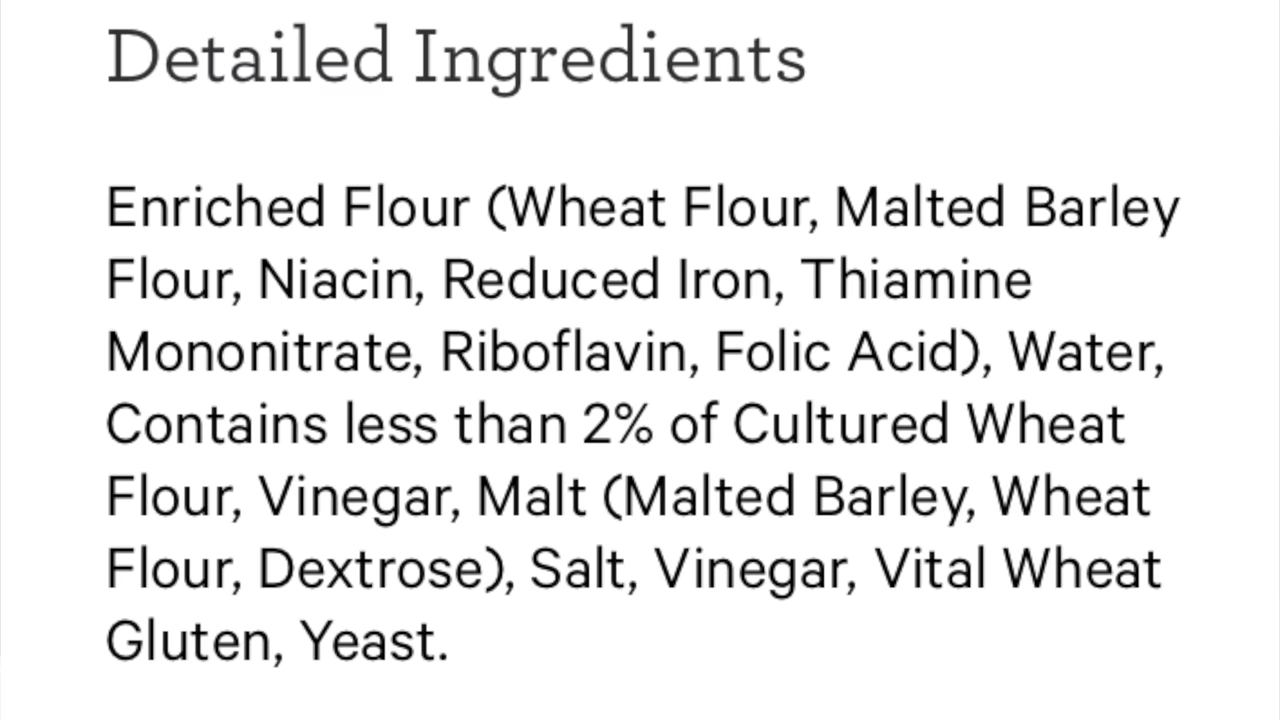 Detailed Ingredients
Enriched Flour (Wheat Flour, Malted Barley
Flour, Niacin, Reduced Iron, Thiamine
Mononitrate, Riboflavin, Folic Acid), Water,
Contains less than 2% of Cultured Wheat
Flour, Vinegar, Malt (Malted Barley, Wheat
Flour, Dextrose), Salt, Vinegar, Vital Wheat
Gluten, Yeast.